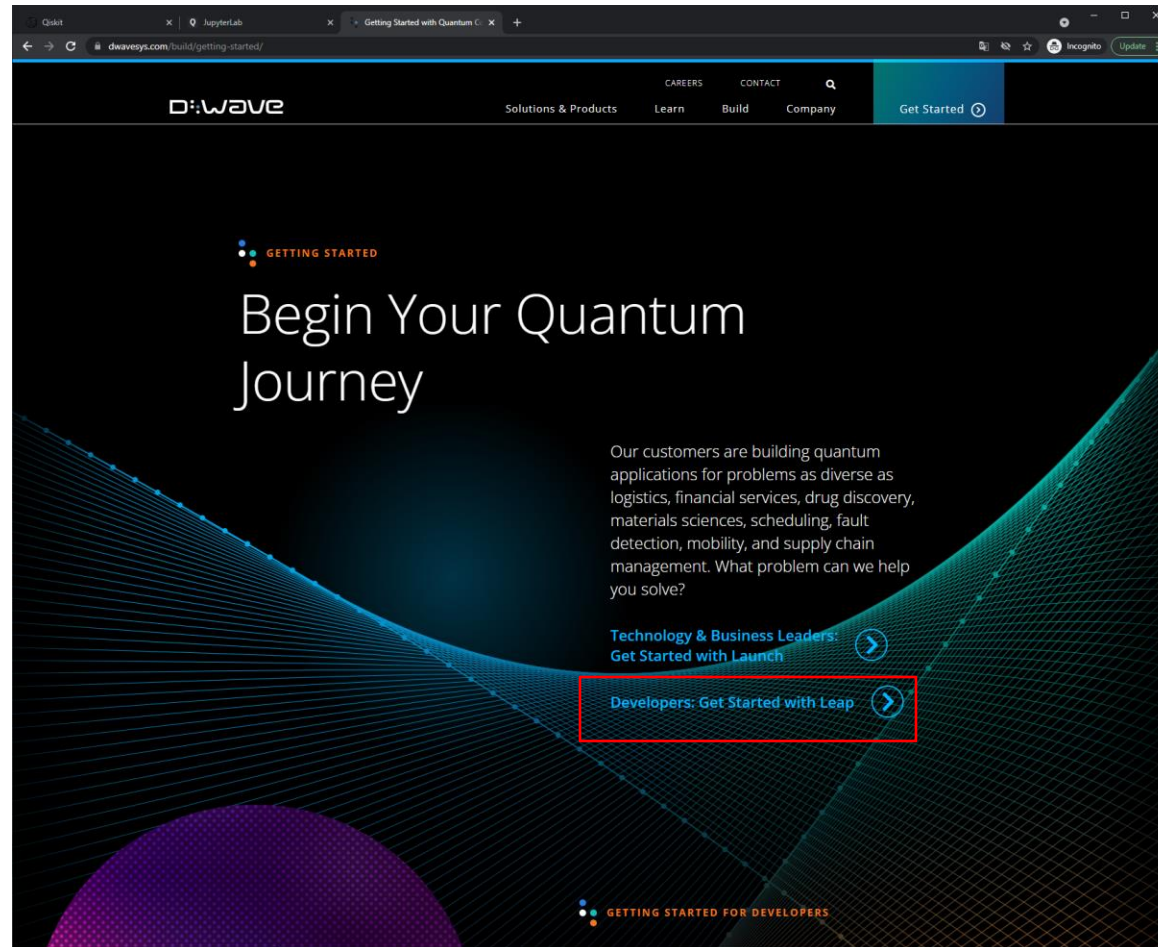 Qiskit
JupyterLab
Getting Started with Quantum C
dwavesys.com/build/getting-started/
Incognito
Update
CAREERS CONTACT
D:WAVE
Solutions & Products Learn Build Company Get Started
GETTING STARTED
Begin Your Quantum
Journey
Our customers are building quantum
applications for problems as diverse as
logistics, financial services, drug discovery,
materials sciences, scheduling, fault
detection, mobility, and supply chain
management. What problem can we help
you solve?
Technology & Business Leaders:
Get Started with Launch
Developers: Get Started with Leap
GETTING STARTED FOR DEVELOPERS